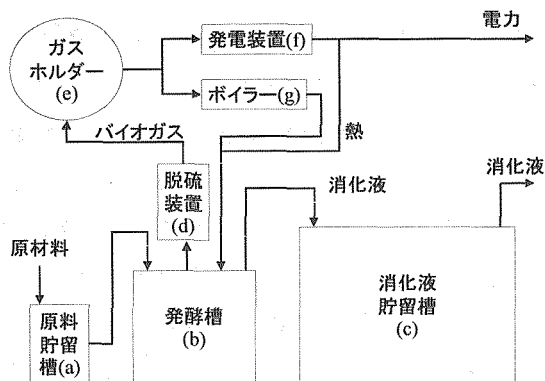 電力
発電装置(f)
ガス
ホルダー
(e)
ボイラー(g)
熱
バイオガス
脱硫
装置
(d)
消化液
消化液
原材料
原料
貯留
槽(a)
発酵槽
(b)
消化液
貯留槽
(c)